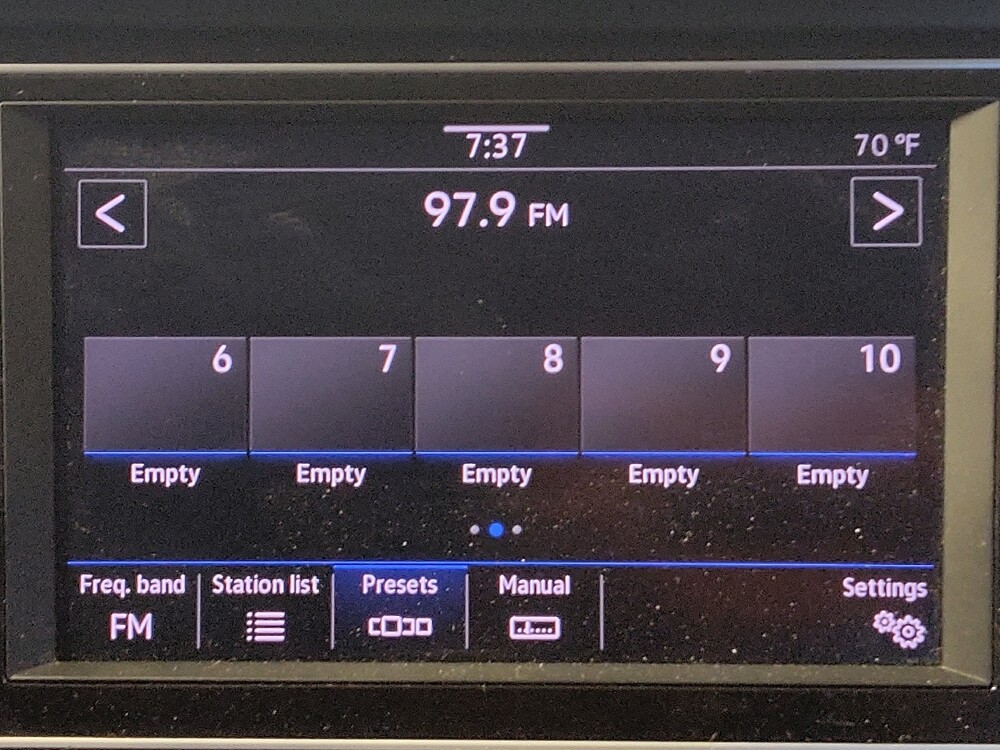 7:37
70 °F
< 97.9 FM >
6 7 8 9 10
Empty Empty Empty Empty Empty
Freq. band Station list Presets Manual Settings
FM